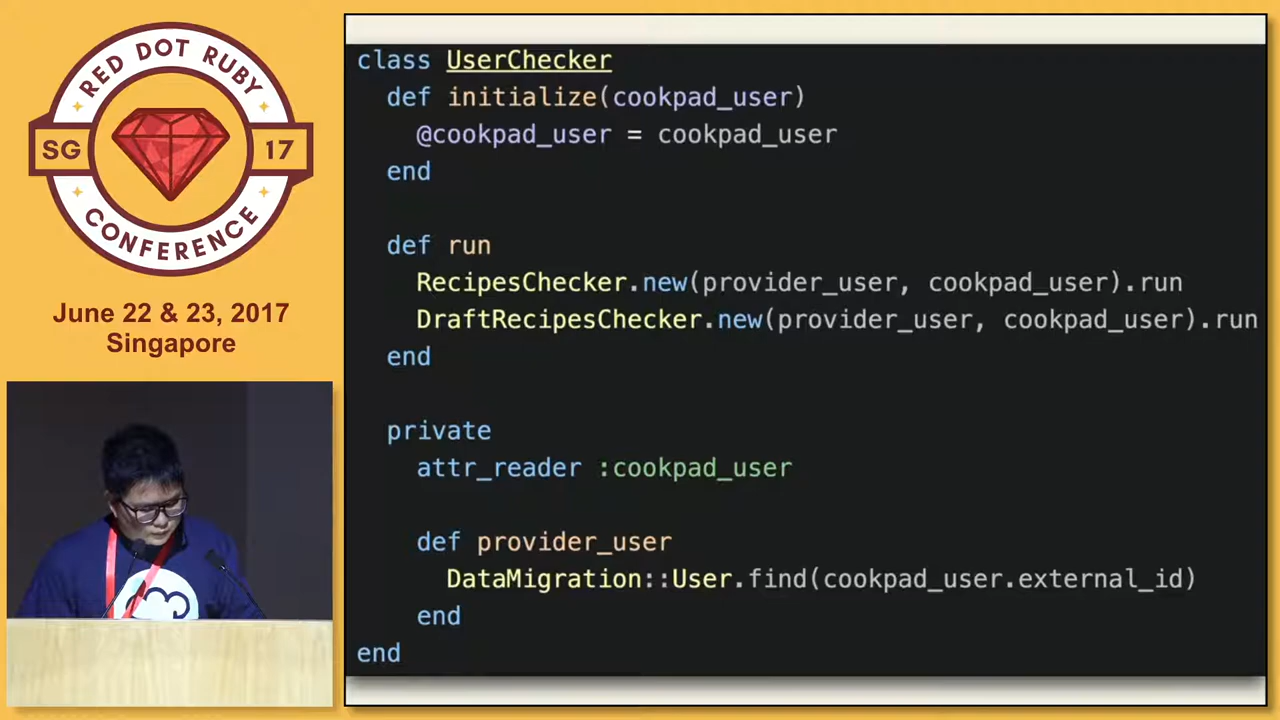 RED DOT RUBY
SG
17
CONFERENCE
June 22 & 23, 2017
Singapore
class UserChecker
  def initialize(cookpad_user)
    @cookpad_user = cookpad_user
  end
  def run
    RecipesChecker.new(provider_user, cookpad_user).run
    DraftRecipesChecker.new(provider_user, cookpad_user).run
  end
  private
    attr_reader :cookpad_user
    def provider_user
      DataMigration::User.find(cookpad_user.external_id)
    end
end